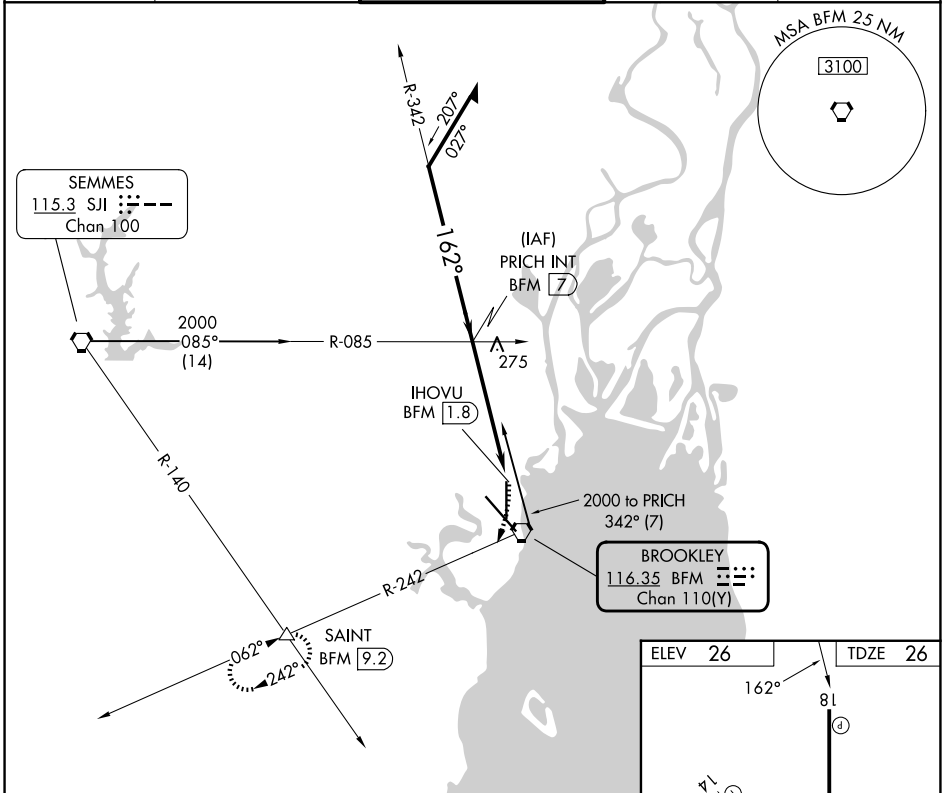 MSA BFM 25 NM
3100
R-342
207°
027°
SEMMES
115.3 SJI
Chan 100
162°
(IAF)
PRICH INT
BFM 7
2000
085°
(14)
R-085
275
IHOVU
BFM 1.8
R-140
2000 to PRICH
342° (7)
BROOKLEY
116.35 BFM
Chan 110(Y)
R-242
SAINT
BFM 9.2
062°
242°
ELEV 26
TDZE 26
162°
18
P
14